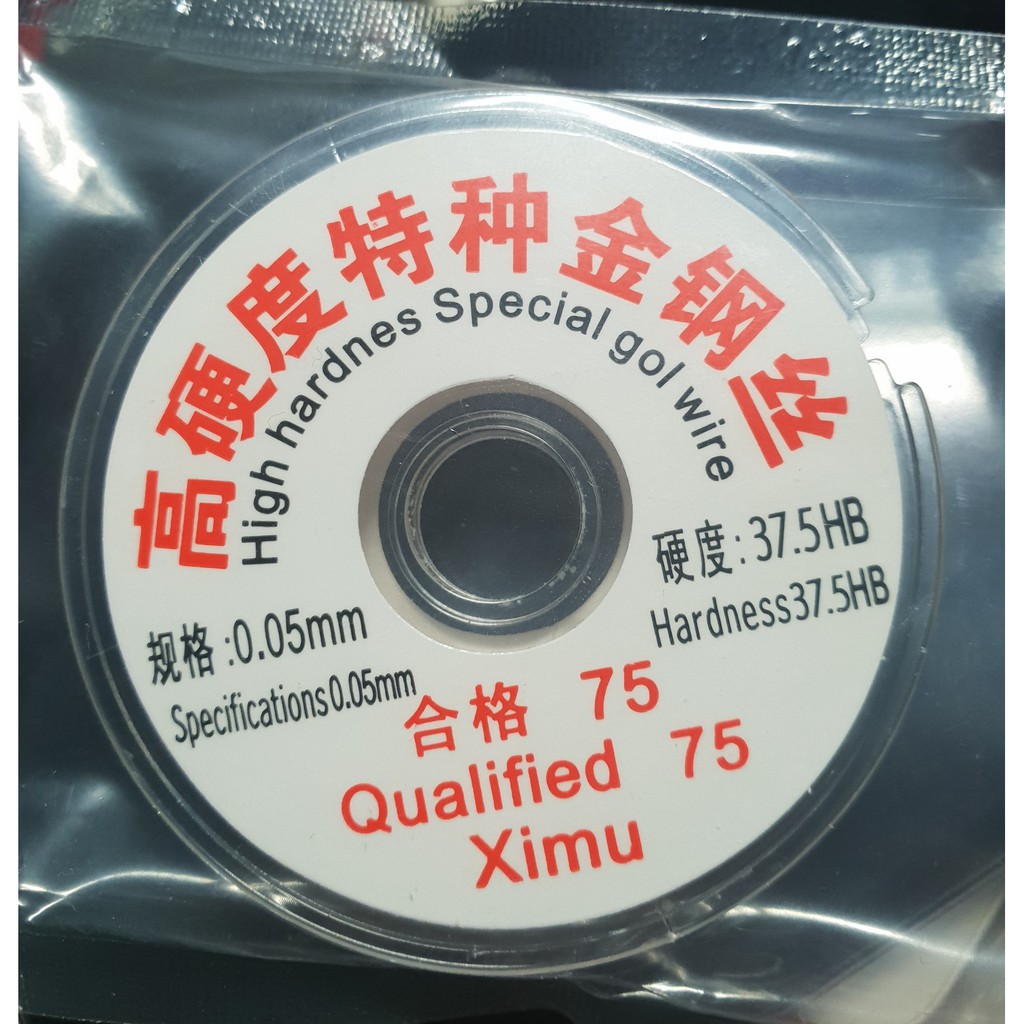 高硬度特种金钢丝
High hardnes Special gol wire
硬度:37.5HB
Hardness37.5HB
规格:0.05mm
Specifications0.05mm
合格 75
Qualified 75
Ximu